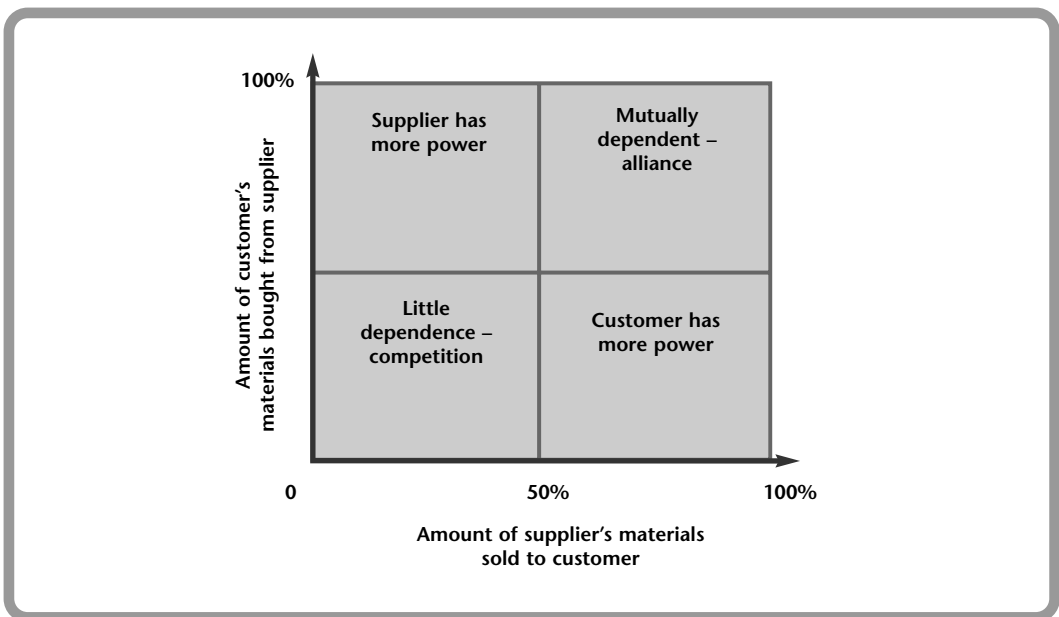 100%
Supplier has
more power
Mutually
dependent –
alliance
Amount of customer's
materials bought from supplier
Little
dependence –
competition
Customer has
more power
0
50%
100%
Amount of supplier's materials
sold to customer